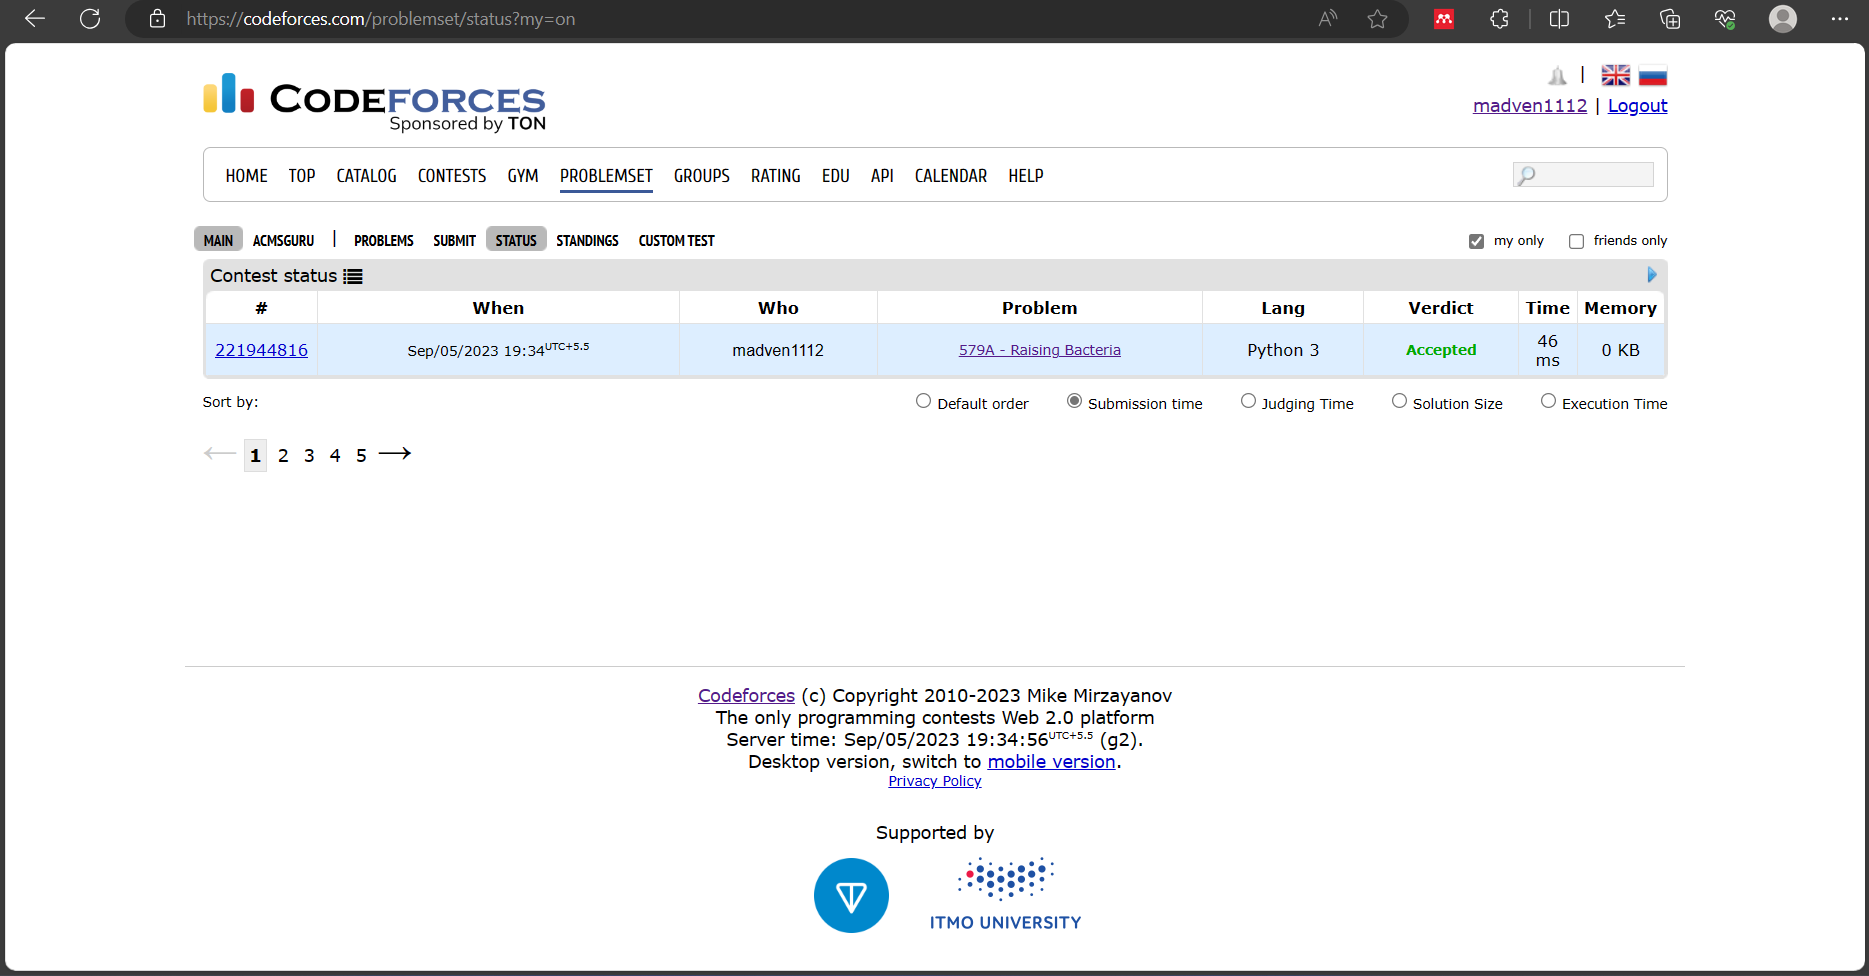 https://codeforces.com/problemset/status?my=on
CODEFORCES
Sponsored by TON
madven1112 | Logout
HOME TOP CATALOG CONTESTS GYM PROBLEMSET GROUPS RATING EDU API CALENDAR HELP
MAIN ACMSGURU | PROBLEMS SUBMIT STATUS STANDINGS CUSTOM TEST my only friends only
Contest status
# When Who Problem Lang Verdict Time Memory
221944816 Sep/05/2023 19:34 UTC+5.5 madven1112 579A - Raising Bacteria Python 3 Accepted 46 ms 0 KB
Sort by: Default order Submission time Judging Time Solution Size Execution Time
← 1 2 3 4 5 →
Codeforces (c) Copyright 2010-2023 Mike Mirzayanov
The only programming contests Web 2.0 platform
Server time: Sep/05/2023 19:34:56 UTC+5.5 (g2).
Desktop version, switch to mobile version.
Privacy Policy
Supported by
ITMO UNIVERSITY